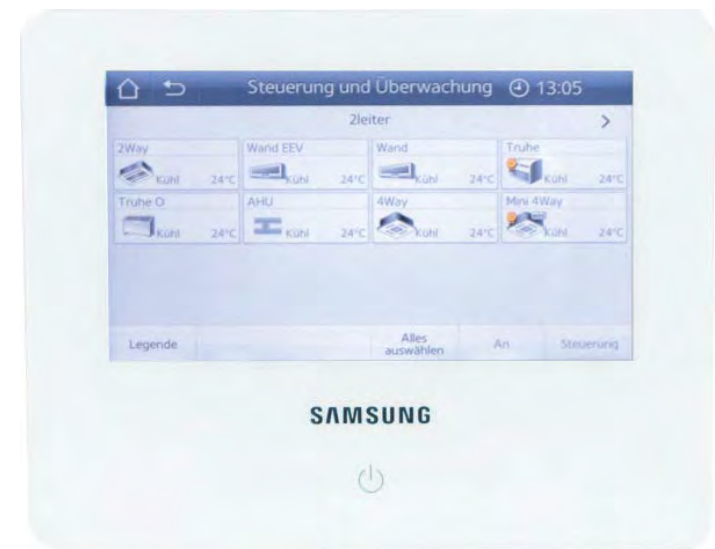 Steuerung und Überwachung 13:05
2leiter
2Way Wand EEV Wand Truhe
Kühl 24°C Kühl 24°C Kühl 24°C Kühl 24°C
Truhe O AHU 4Way Mini 4Way
Kühl 24°C Kühl 24°C Kühl 24°C Kühl 24°C
Legende Alles auswählen An Steuerung
SAMSUNG